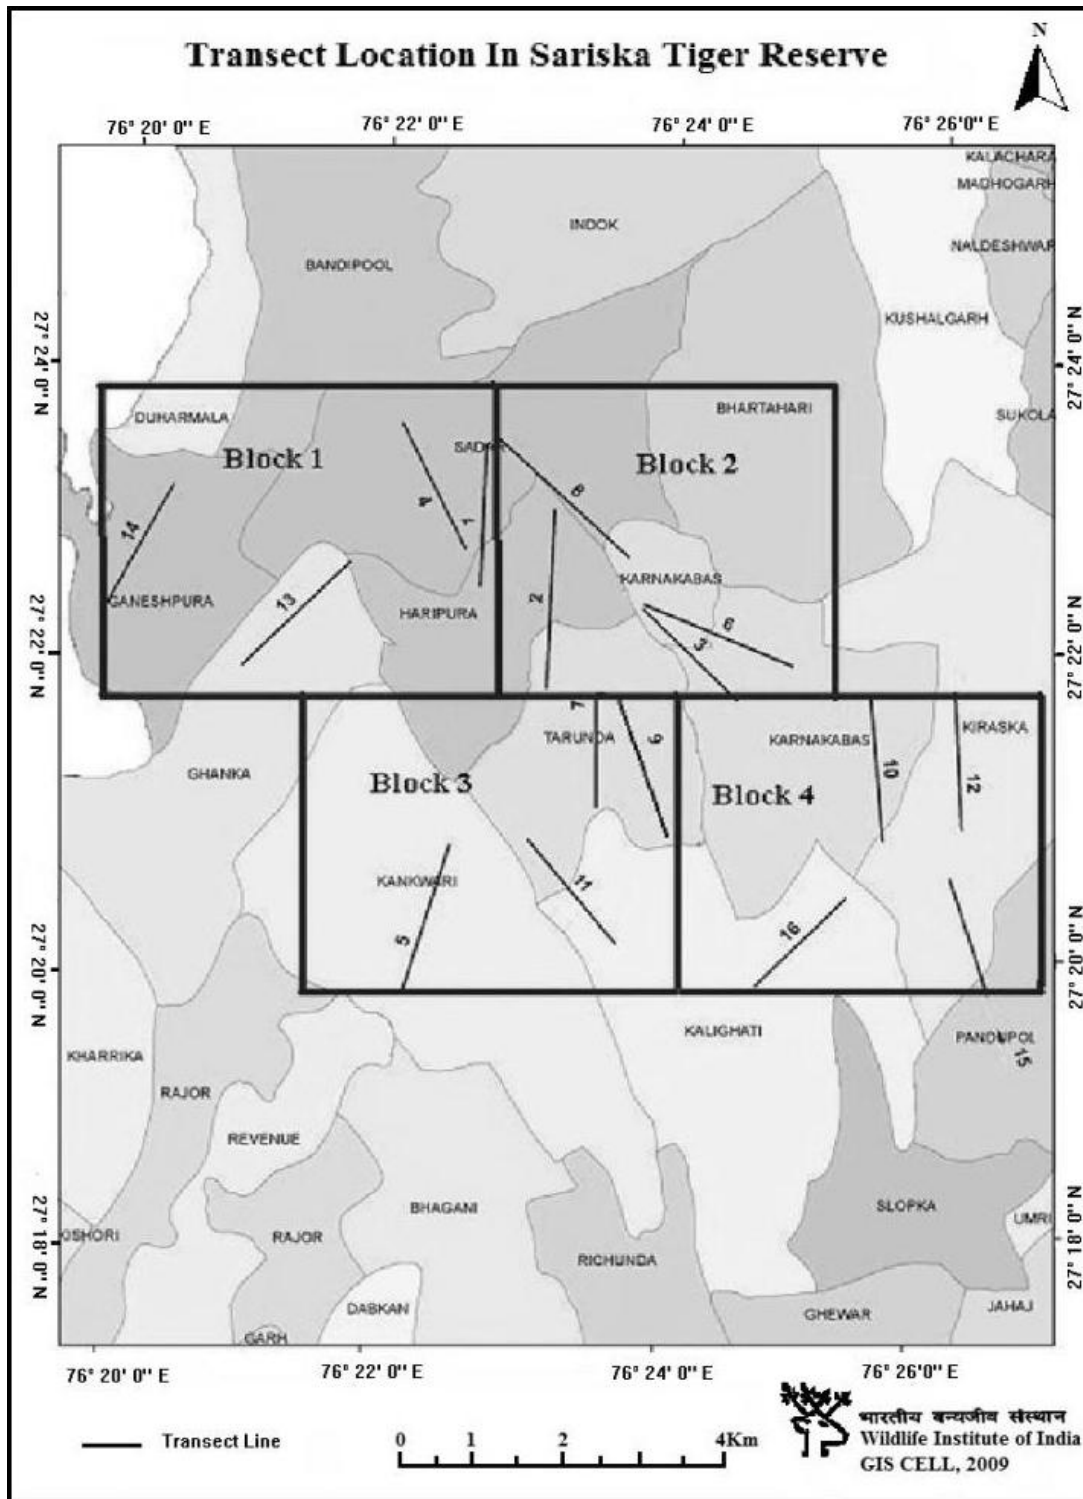 Transect Location In Sariska Tiger Reserve
N
76° 20' 0'' E
76° 22' 0'' E
76° 24' 0'' E
76° 26' 0'' E
KALACHARA
MADHOGARH
INDOK
NALDESHWAR
BANDIPOOL
KUSHALGARH
27° 24' 0'' N
27° 24' 0'' N
DUHARMALA
BHARTAHARI
SUKOLA
Block 1
Block 2
4
1
8
14
2
KARNAKABAS
GANESHPURA
13
HARIPURA
6
3
27° 22' 0'' N
27° 22' 0'' N
7
TARUNDA
9
KARNAKABAS
KIRASKA
GHANKA
Block 3
Block 4
10
12
KANKWARI
11
5
16
27° 20' 0'' N
27° 20' 0'' N
KALIGHATI
PANDUPOL
15
KHARRIKA
RAJOR
REVENUE
BHAGANI
SLOPKA
UMRI
KISHORI
RAJOR
RICHUNDA
27° 18' 0'' N
27° 18' 0'' N
DABKAN
GHEWAR
JAHAJ
GARH
76° 20' 0'' E
76° 22' 0'' E
76° 24' 0'' E
76° 26' 0'' E
Transect Line
0 1 2 4Km
भारतीय वन्यजीव संस्थान
Wildlife Institute of India
GIS CELL, 2009